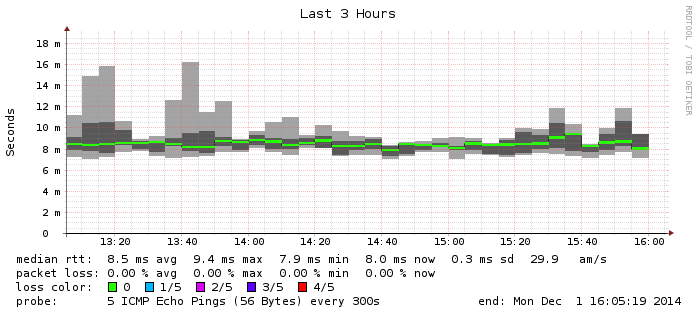 Last 3 Hours
RRDTOOL / TOBI OETIKER
Seconds
18 m
16 m
14 m
12 m
10 m
8 m
6 m
4 m
2 m
0
13:20 13:40 14:00 14:20 14:40 15:00 15:20 15:40 16:00
median rtt: 8.5 ms avg 9.4 ms max 7.9 ms min 8.0 ms now 0.3 ms sd 29.9 am/s
packet loss: 0.00 % avg 0.00 % max 0.00 % min 0.00 % now
loss color: 0 1/5 2/5 3/5 4/5
probe: 5 ICMP Echo Pings (56 Bytes) every 300s end: Mon Dec 1 16:05:19 2014